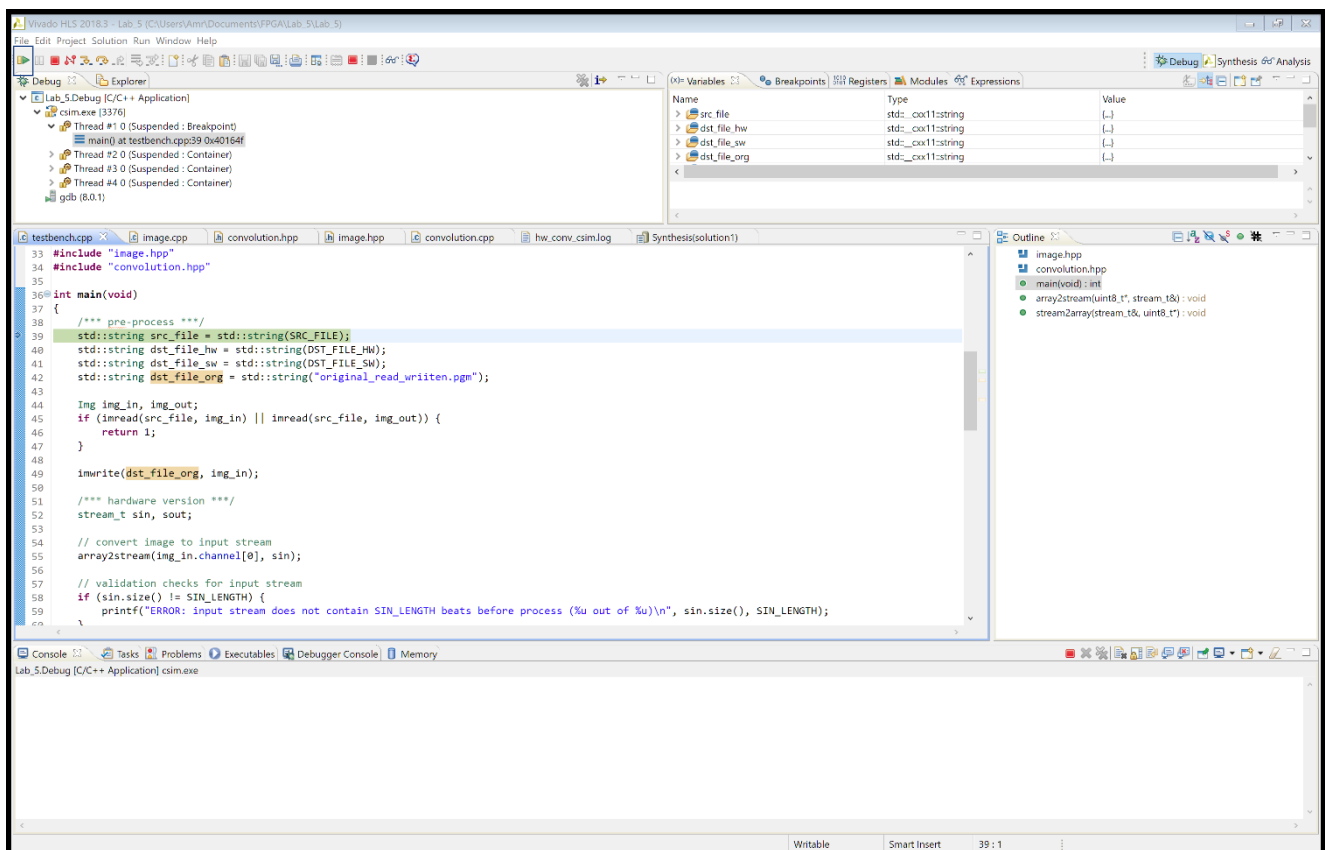 Vivado HLS 2018.3 - Lab_5 (C:\Users\Amr\Documents\FPGA\Lab_5\Lab_5)
File Edit Project Solution Run Window Help
Debug Synthesis Analysis
Debug Explorer
Lab_5.Debug [C/C++ Application]
csim.exe [3376]
Thread #1 0 (Suspended : Breakpoint)
main() at testbench.cpp:39 0x40164f
Thread #2 0 (Suspended : Container)
Thread #3 0 (Suspended : Container)
Thread #4 0 (Suspended : Container)
gdb (8.0.1)
(x)= Variables Breakpoints Registers Modules Expressions
Name Type Value
src_file std::__cxx11::string {...}
dst_file_hw std::__cxx11::string {...}
dst_file_sw std::__cxx11::string {...}
dst_file_org std::__cxx11::string {...}
testbench.cpp image.cpp convolution.hpp image.hpp convolution.cpp hw_conv_csim.log Synthesis(solution1)
33 #include "image.hpp"
34 #include "convolution.hpp"
35
36 int main(void)
37 {
38 /*** pre-process ***/
39 std::string src_file = std::string(SRC_FILE);
40 std::string dst_file_hw = std::string(DST_FILE_HW);
41 std::string dst_file_sw = std::string(DST_FILE_SW);
42 std::string dst_file_org = std::string("original_read_wriiten.pgm");
43
44 Img img_in, img_out;
45 if (imread(src_file, img_in) || imread(src_file, img_out)) {
46 return 1;
47 }
48
49 imwrite(dst_file_org, img_in);
50
51 /*** hardware version ***/
52 stream_t sin, sout;
53
54 // convert image to input stream
55 array2stream(img_in.channel[0], sin);
56
57 // validation checks for input stream
58 if (sin.size() != SIN_LENGTH) {
59 printf("ERROR: input stream does not contain SIN_LENGTH beats before process (%u out of %u)\n", sin.size(), SIN_LENGTH);
60 }
Outline
image.hpp
convolution.hpp
main(void) : int
array2stream(uint8_t*, stream_t&) : void
stream2array(stream_t&, uint8_t*) : void
Console Tasks Problems Executables Debugger Console Memory
Lab_5.Debug [C/C++ Application] csim.exe
Writable Smart Insert 39 : 1